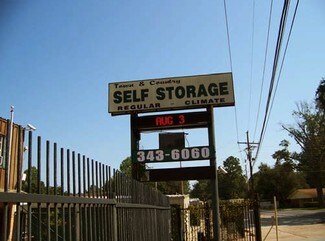 Town & Country
SELF STORAGE
REGULAR - CLIMATE
AUG 3
343-6060